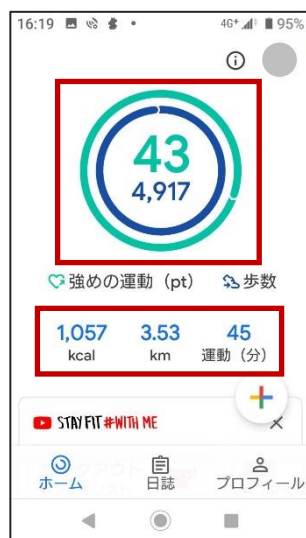 16:19 4G+ 95%
43
4,917
強めの運動 (pt) 歩数
1,057 3.53 45
kcal km 運動 (分)
STAY FIT #WITH ME
ホーム 日誌 プロフィール